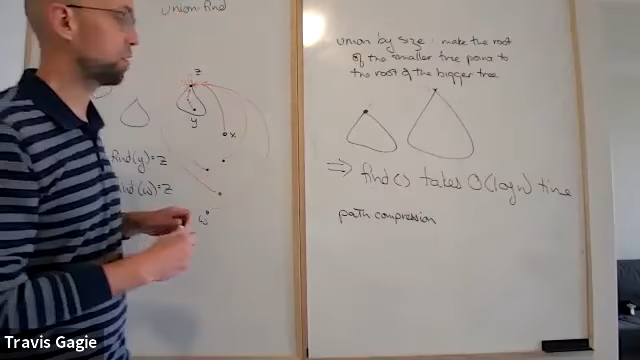 union-find
z
y
x
find(y)=z
find(w)=z
w
union by size: make the root
of the smaller tree point to
the root of the bigger tree
⇒ find() takes O(log n) time
path compression
Travis Gagie